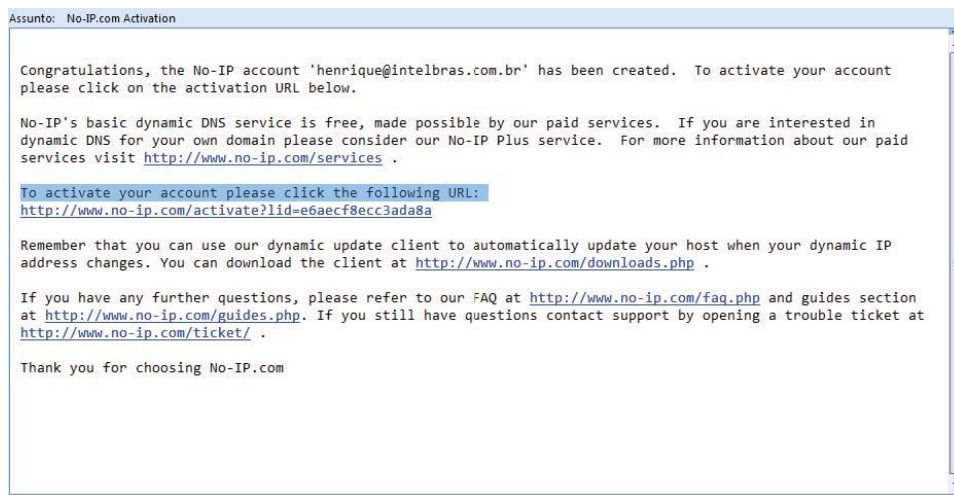 Assunto: No-IP.com Activation
Congratulations, the No-IP account 'henrique@intelbras.com.br' has been created. To activate your account
please click on the activation URL below.
No-IP's basic dynamic DNS service is free, made possible by our paid services. If you are interested in
dynamic DNS for your own domain please consider our No-IP Plus service. For more information about our paid
services visit http://www.no-ip.com/services .
To activate your account please click the following URL:
http://www.no-ip.com/activate?lid=e6aecf8ecc3ada8a
Remember that you can use our dynamic update client to automatically update your host when your dynamic IP
address changes. You can download the client at http://www.no-ip.com/downloads.php .
If you have any further questions, please refer to our FAQ at http://www.no-ip.com/faq.php and guides section
at http://www.no-ip.com/guides.php. If you still have questions contact support by opening a trouble ticket at
http://www.no-ip.com/ticket/ .
Thank you for choosing No-IP.com